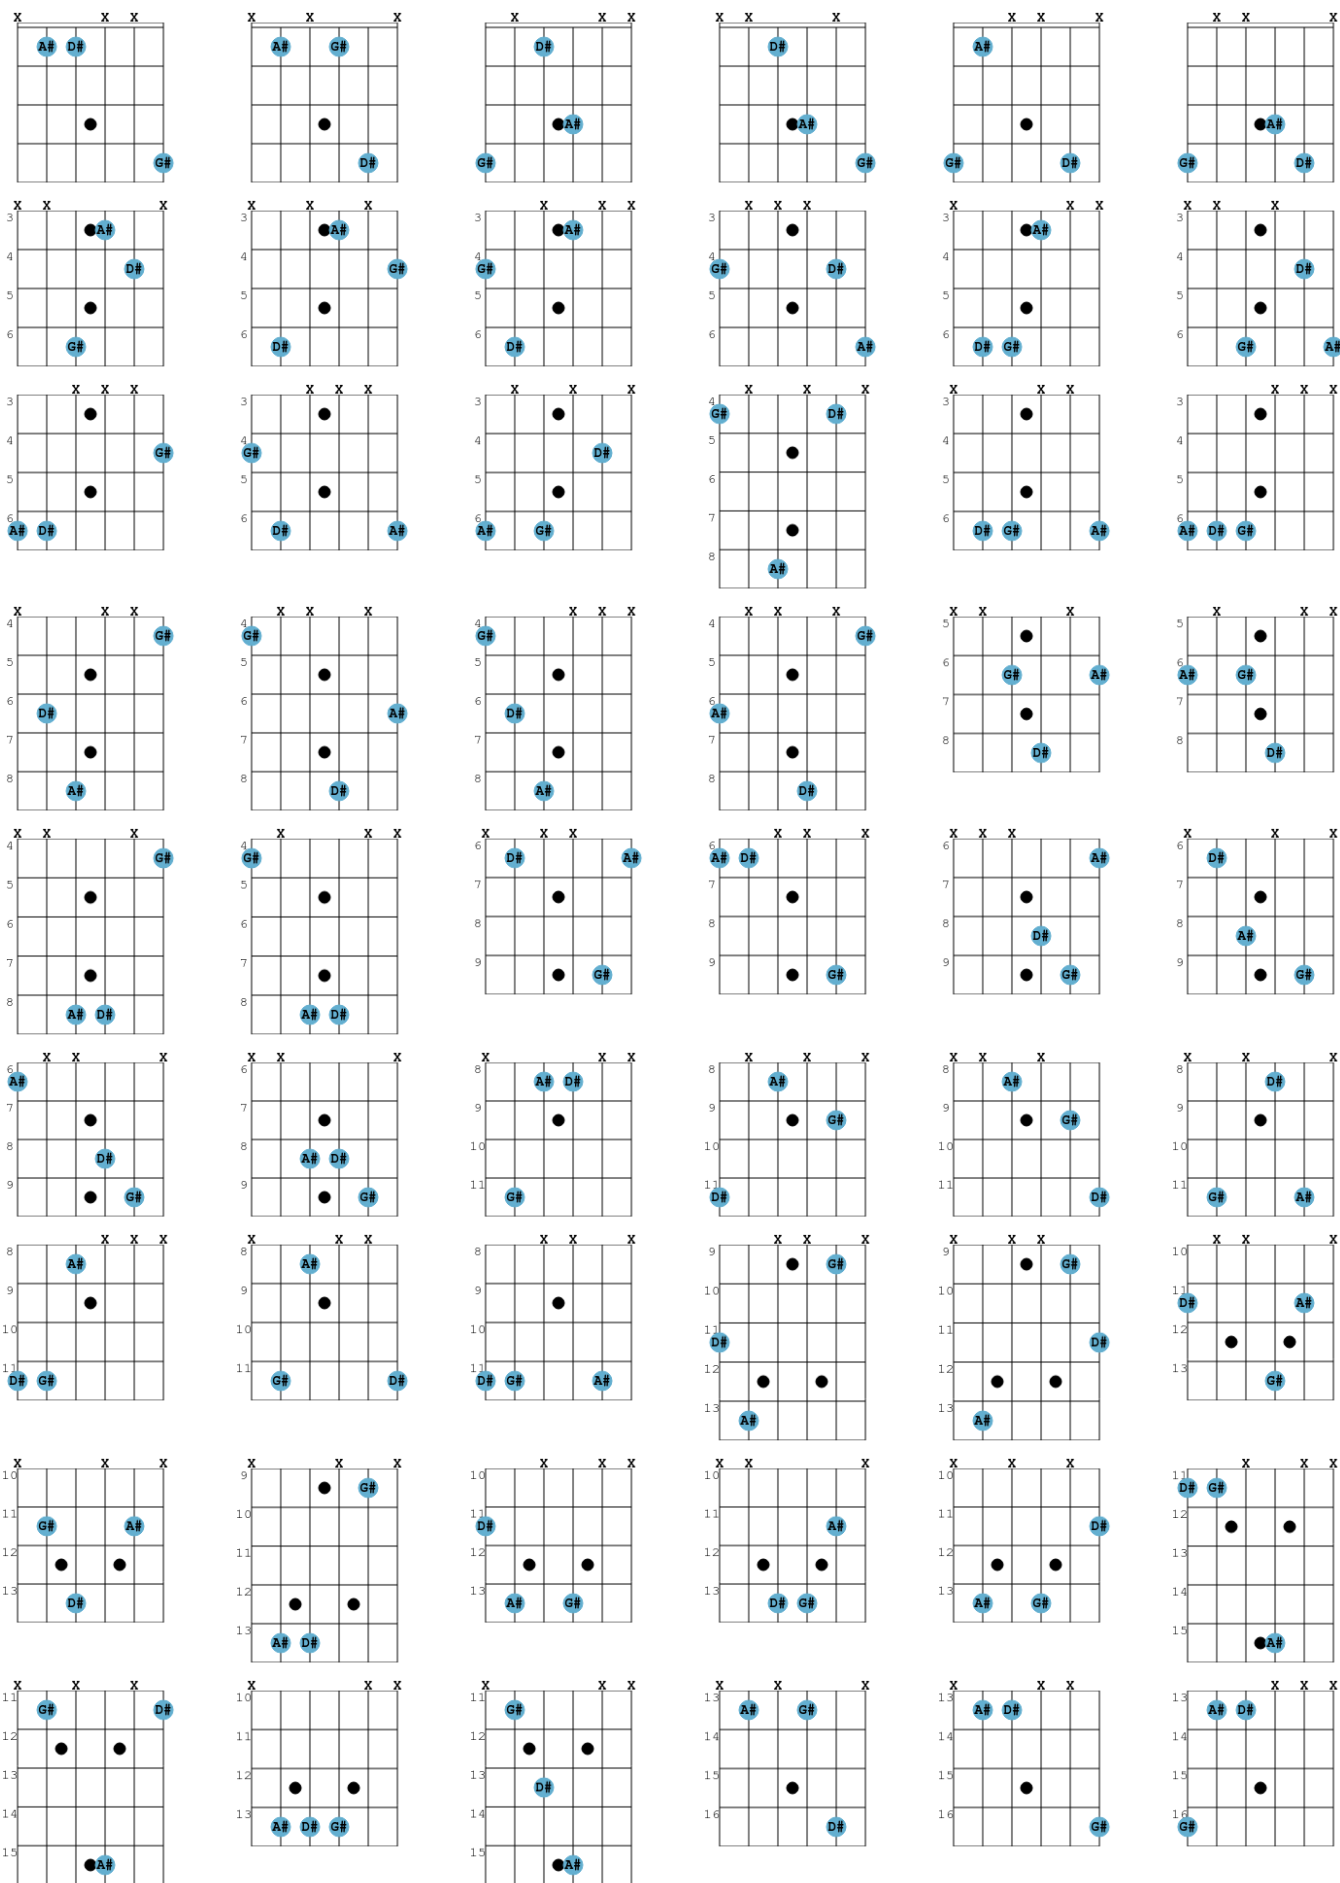 X X X X X X X X X X X X X X X X X X
A# D# A# G# D# D# A#
A# A# A#
G# D# G# G# G# D# G# D#
X X X X X X X X X X X X X X X X X X
3 A# 3 A# 3 A# 3 3 A# 3
4 D# 4 G# 4 G# 4 G# D# 4 4 D#
5 5 5 5 5 5
6 G# 6 D# 6 D# 6 A# 6 D# G# 6 G# A#
X X X X X X X X X X X X X X X X X X
3 3 3 4 G# D# 3 3
4 G# 4 G# 4 D# 5 4 4
5 5 5 6 5 5
6 A# D# 6 D# A# 6 A# G# 7 6 D# G# A# 6 A# D# G#
8 A#
X X X X X X X X X X X X X X X X X X
4 G# 4 G# 4 G# 4 G# 5 5
5 5 5 5 6 G# A# 6 A# G#
6 D# 6 A# 6 D# 6 A# 7 7
7 7 7 7 8 D# 8 D#
8 A# 8 D# 8 A# 8 D#
X X X X X X X X X X X X X X X X X X
4 G# 4 G# 6 D# A# 6 A# D# 6 A# 6 D#
5 5 7 7 7 7
6 6 8 8 8 D# 8 A#
7 7 9 G# 9 G# 9 G# 9 G#
8 A# D# 8 A# D#
X X X X X X X X X X X X X X X X X X
6 A# 6 8 A# D# 8 A# 8 A# 8 D#
7 7 9 9 G# 9 G# 9
8 D# 8 A# D# 10 10 10 10
9 G# 9 G# 11 G# 11 D# 11 D# 11 G# A#
X X X X X X X X X X X X X X X X X X
8 A# 8 A# 8 9 G# 9 G# 10
9 9 9 10 10 11 D# A#
10 10 10 11 D# 11 D# 12
11 D# G# 11 G# D# 11 D# G# A# 12 12 13 G#
13 A# 13 A#
X X X X X X X X X X X X X X X X X X
10 9 G# 10 10 10 11 D# G#
11 G# A# 10 11 D# 11 A# 11 D# 12
12 11 12 12 12 13
13 D# 12 13 A# G# 13 D# G# 13 A# G# 14
13 A# D# 15 A#
X X X X X X X X X X X X X X X X X X
11 G# D# 10 11 G# 13 A# G# 13 A# D# 13 A# D#
12 11 12 14 14 14
13 12 13 D# 15 15 15
14 13 A# D# G# 14 16 D# 16 G# 16 G#
15 A# 15 A#